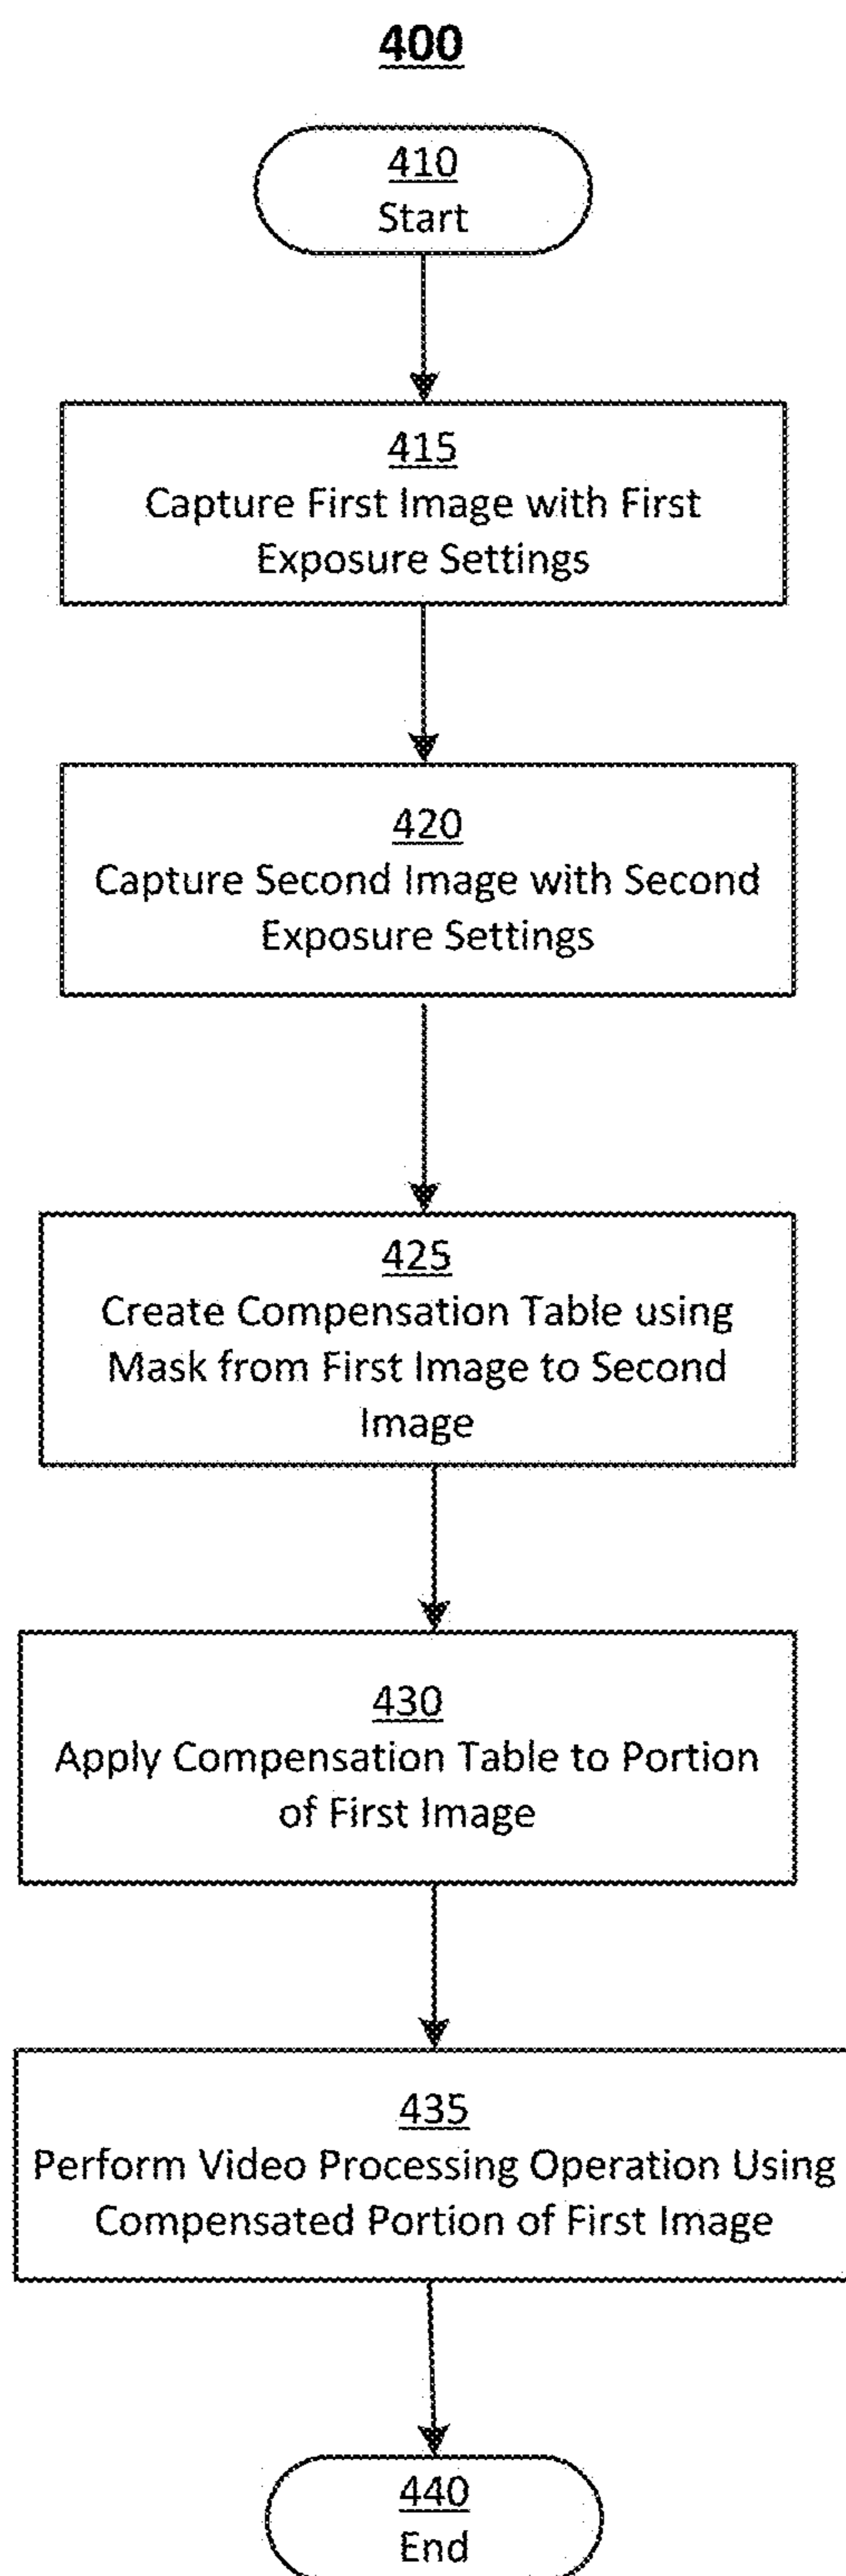 400
410
Start
415
Capture First Image with First
Exposure Settings
420
Capture Second Image with Second
Exposure Settings
425
Create Compensation Table using
Mask from First Image to Second
Image
430
Apply Compensation Table to Portion
of First Image
435
Perform Video Processing Operation Using
Compensated Portion of First Image
440
End